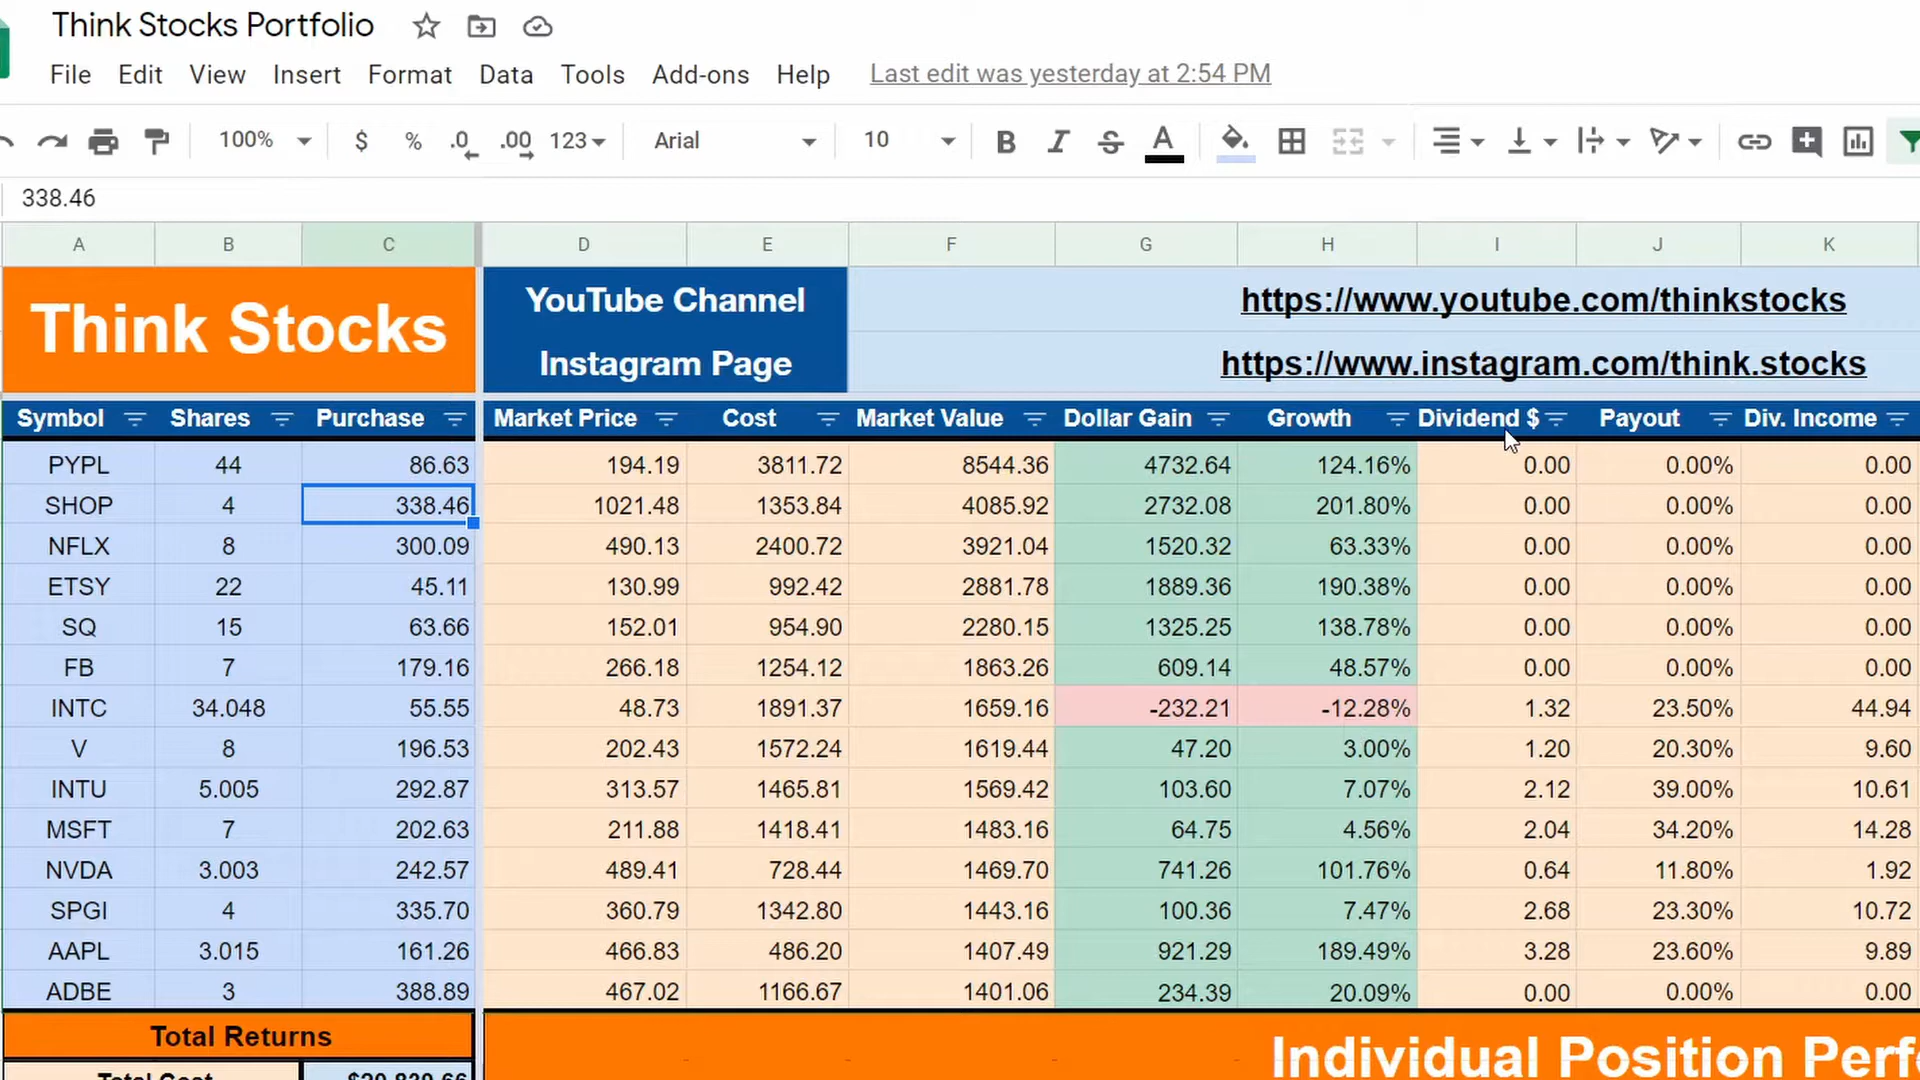 Think Stocks Portfolio
File Edit View Insert Format Data Tools Add-ons Help Last edit was yesterday at 2:54 PM
100% $ % .0 .00 123 Arial 10 B I S A
338.46
A B C D E F G H I J K
Think Stocks
YouTube Channel https://www.youtube.com/thinkstocks
Instagram Page https://www.instagram.com/think.stocks
Symbol Shares Purchase Market Price Cost Market Value Dollar Gain Growth Dividend $ Payout Div. Income
PYPL 44 86.63 194.19 3811.72 8544.36 4732.64 124.16% 0.00 0.00% 0.00
SHOP 4 338.46 1021.48 1353.84 4085.92 2732.08 201.80% 0.00 0.00% 0.00
NFLX 8 300.09 490.13 2400.72 3921.04 1520.32 63.33% 0.00 0.00% 0.00
ETSY 22 45.11 130.99 992.42 2881.78 1889.36 190.38% 0.00 0.00% 0.00
SQ 15 63.66 152.01 954.90 2280.15 1325.25 138.78% 0.00 0.00% 0.00
FB 7 179.16 266.18 1254.12 1863.26 609.14 48.57% 0.00 0.00% 0.00
INTC 34.048 55.55 48.73 1891.37 1659.16 -232.21 -12.28% 1.32 23.50% 44.94
V 8 196.53 202.43 1572.24 1619.44 47.20 3.00% 1.20 20.30% 9.60
INTU 5.005 292.87 313.57 1465.81 1569.42 103.60 7.07% 2.12 39.00% 10.61
MSFT 7 202.63 211.88 1418.41 1483.16 64.75 4.56% 2.04 34.20% 14.28
NVDA 3.003 242.57 489.41 728.44 1469.70 741.26 101.76% 0.64 11.80% 1.92
SPGI 4 335.70 360.79 1342.80 1443.16 100.36 7.47% 2.68 23.30% 10.72
AAPL 3.015 161.26 466.83 486.20 1407.49 921.29 189.49% 3.28 23.60% 9.89
ADBE 3 388.89 467.02 1166.67 1401.06 234.39 20.09% 0.00 0.00% 0.00
Total Returns
Individual Position Perf
Total Cost